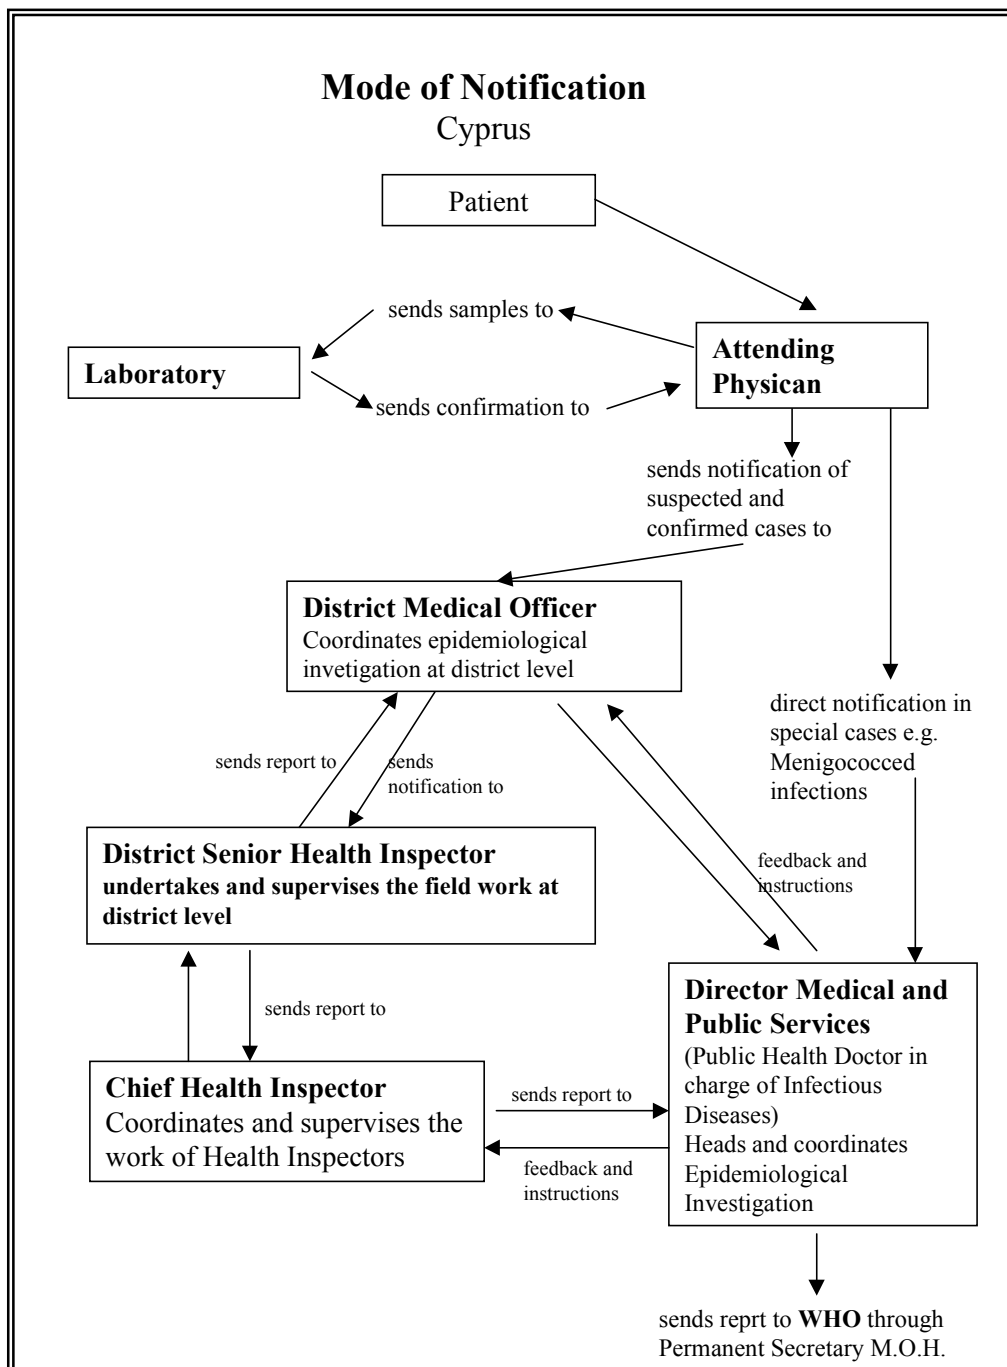 Mode of Notification
Cyprus
Patient
sends samples to
Attending
Physican
Laboratory
sends confirmation to
sends notification of
suspected and
confirmed cases to
District Medical Officer
Coordinates epidemiological
invetigation at district level
direct notification in
special cases e.g.
Menigococced
infections
sends report to
sends
notification to
District Senior Health Inspector
undertakes and supervises the field work at
district level
feedback and
instructions
sends report to
Director Medical and
Public Services
(Public Health Doctor in
charge of Infectious
Diseases)
Heads and coordinates
Epidemiological
Investigation
Chief Health Inspector
Coordinates and supervises the
work of Health Inspectors
sends report to
feedback and
instructions
sends reprt to WHO through
Permanent Secretary M.O.H.